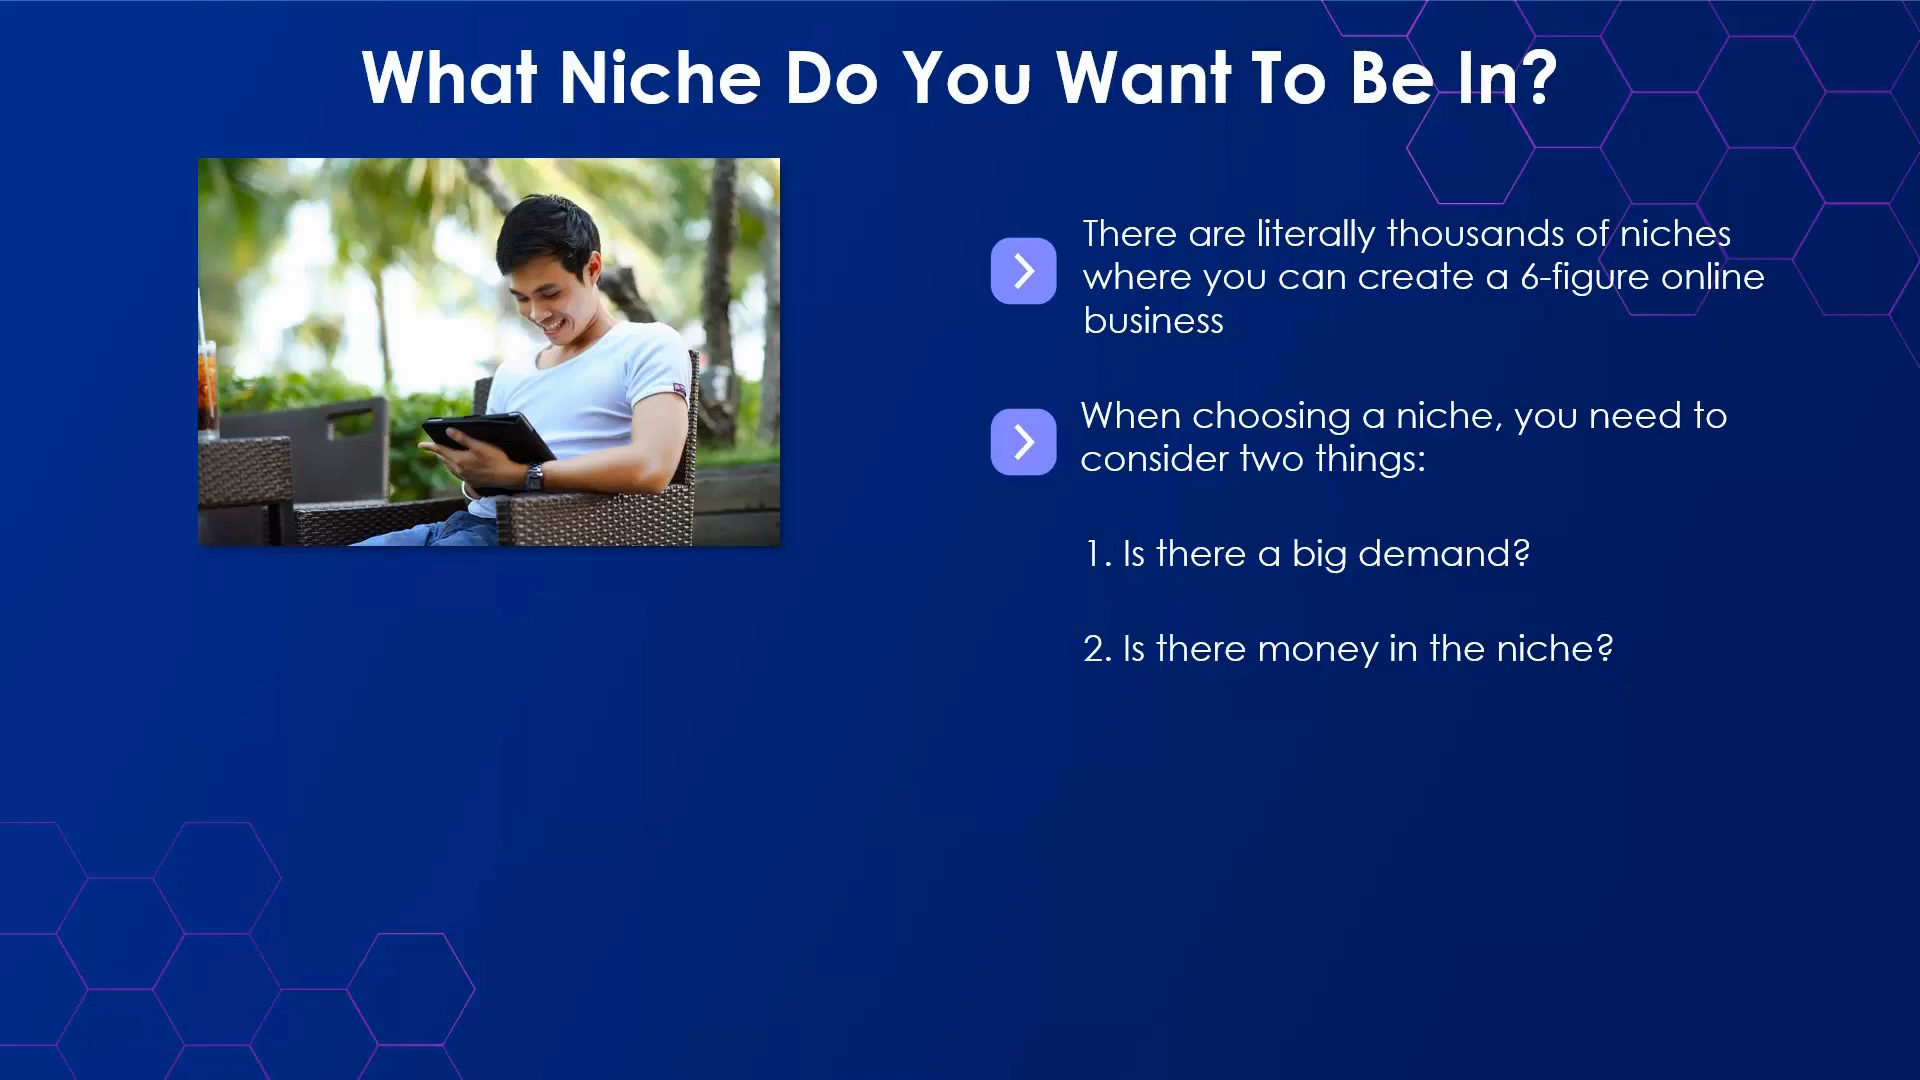 What Niche Do You Want To Be In?
There are literally thousands of niches
where you can create a 6-figure online
business
When choosing a niche, you need to
consider two things:
1. Is there a big demand?
2. Is there money in the niche?